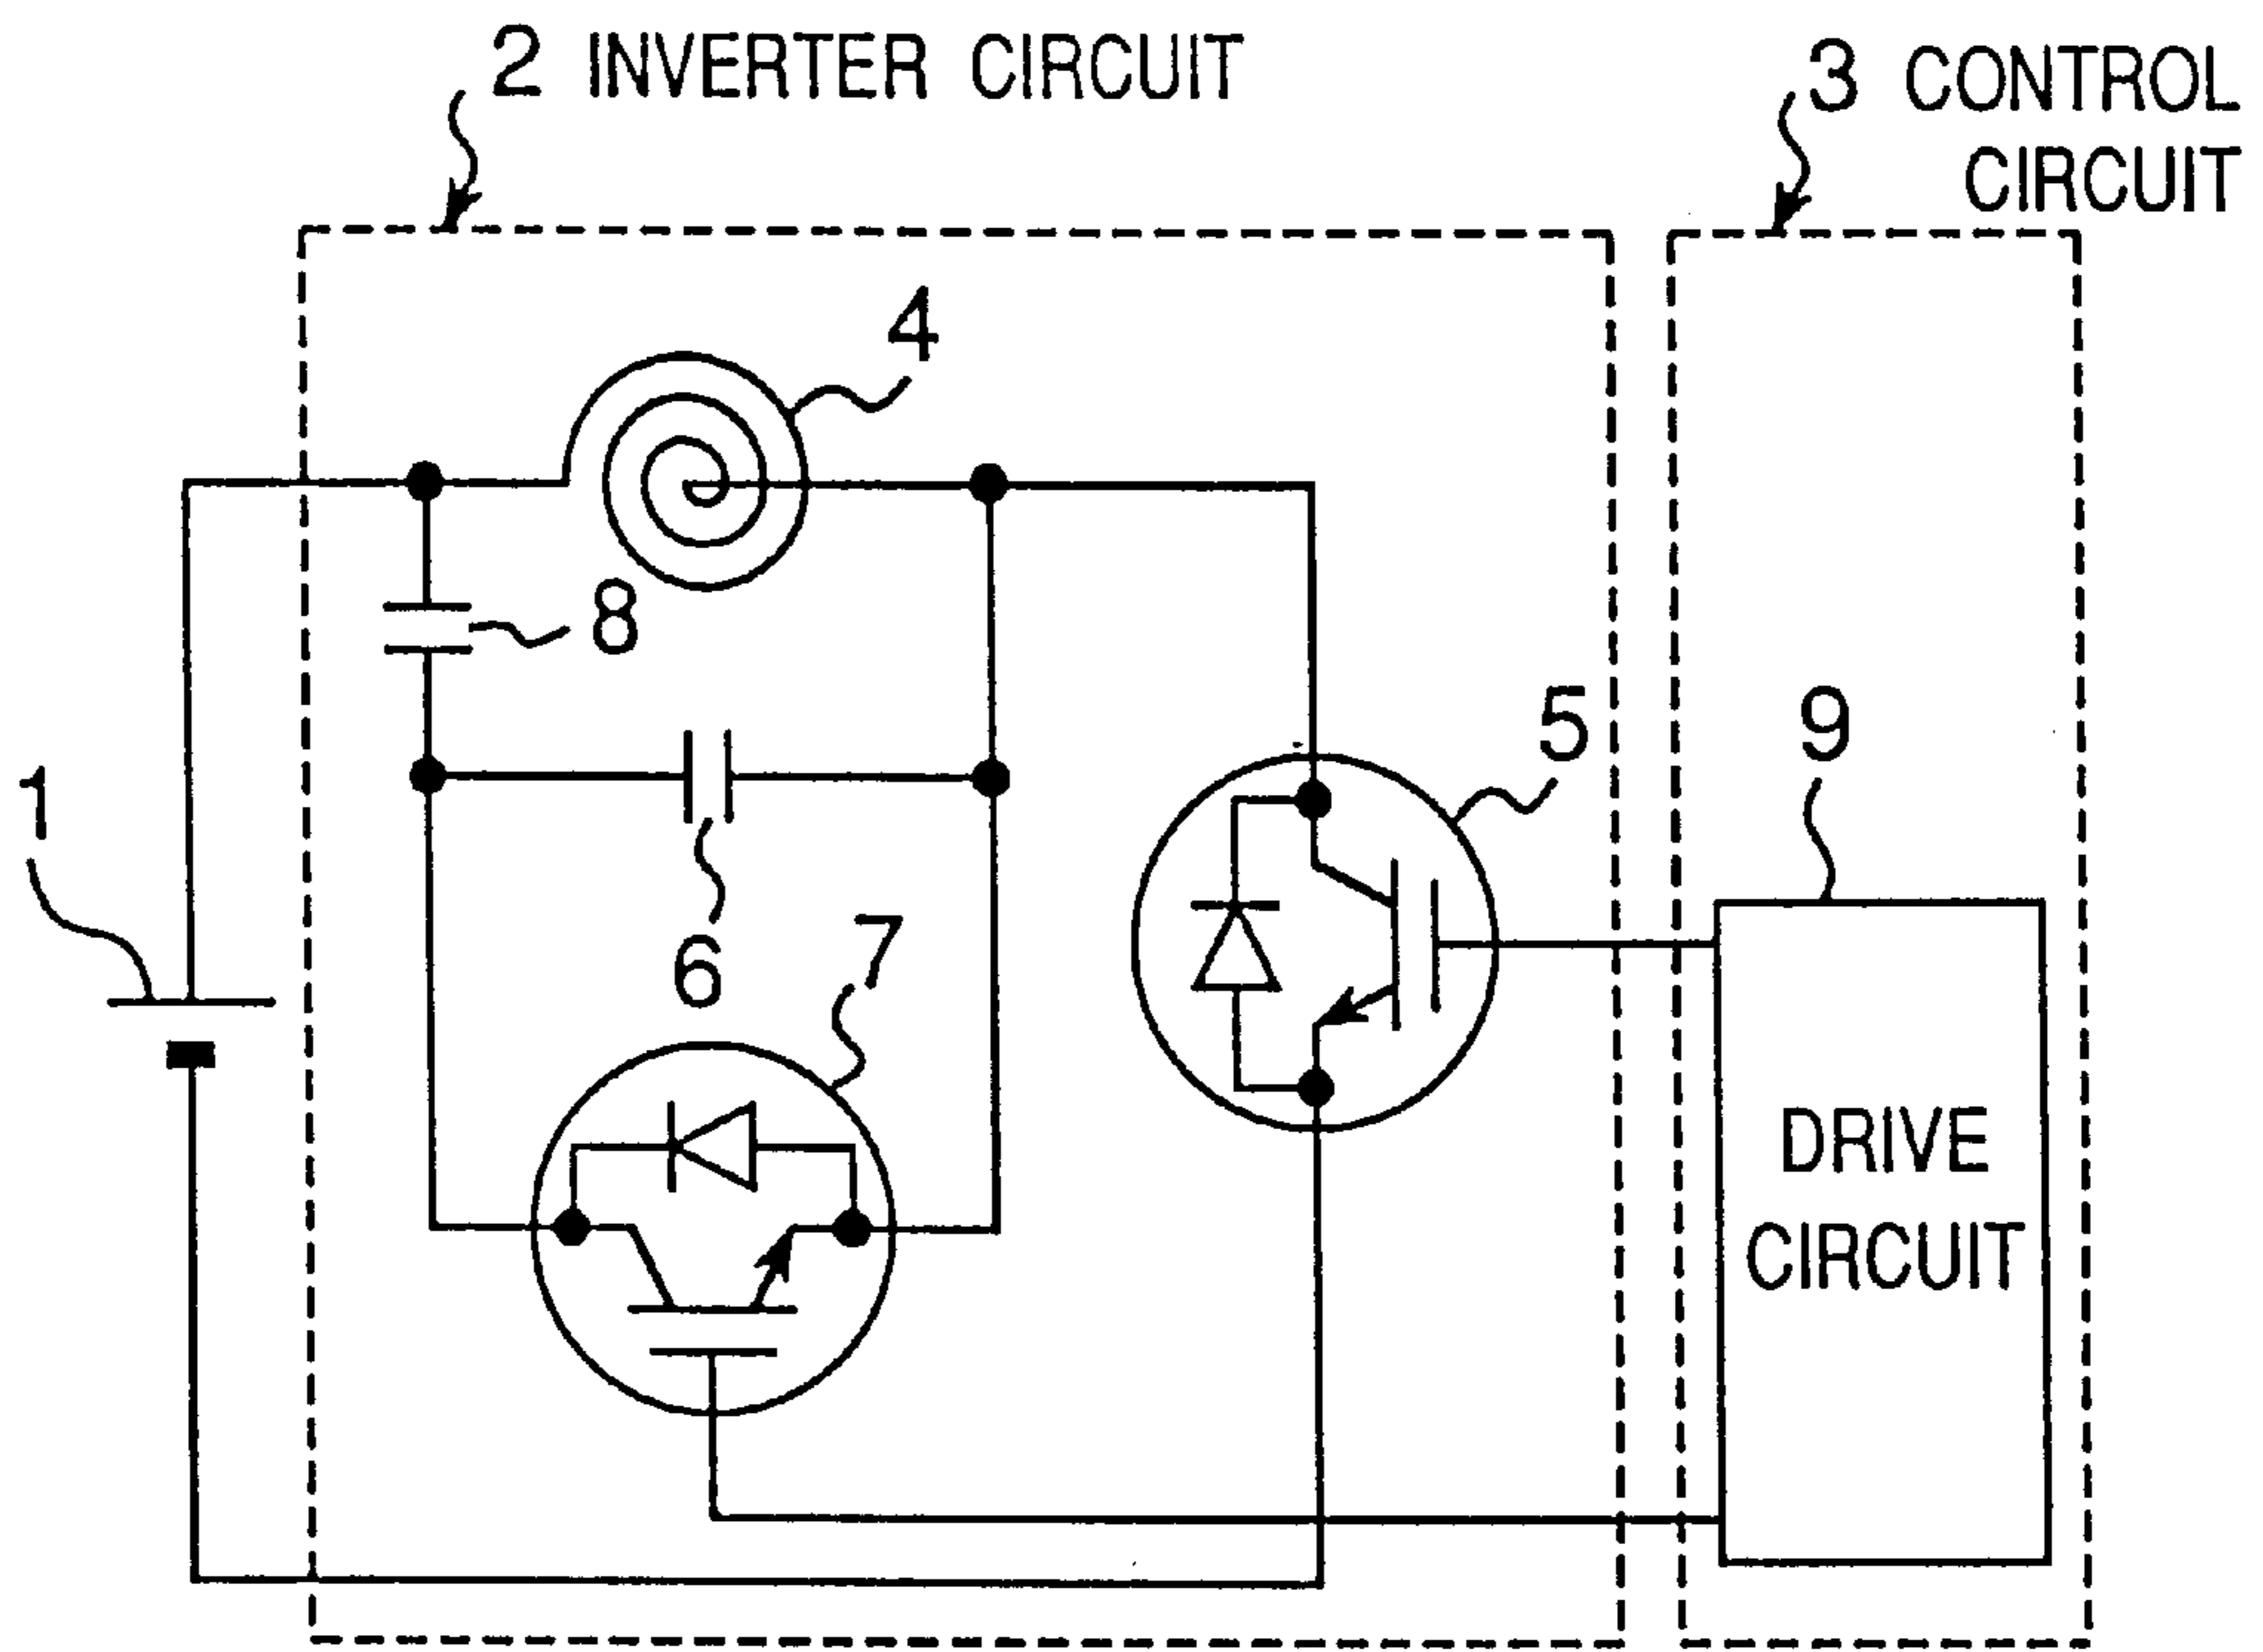 2 INVERTER CIRCUIT
3 CONTROL
CIRCUIT
4
8
5
9
1
6
7
DRIVE
CIRCUIT